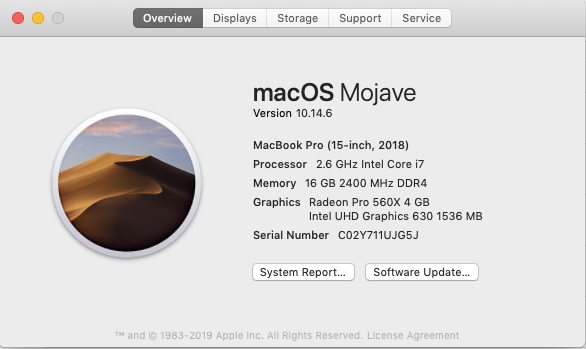 Overview Displays Storage Support Service
macOS Mojave
Version 10.14.6
MacBook Pro (15-inch, 2018)
Processor 2.6 GHz Intel Core i7
Memory 16 GB 2400 MHz DDR4
Graphics Radeon Pro 560X 4 GB
Intel UHD Graphics 630 1536 MB
Serial Number C02Y711UJG5J
System Report... Software Update...
™ and © 1983-2019 Apple Inc. All Rights Reserved. License Agreement